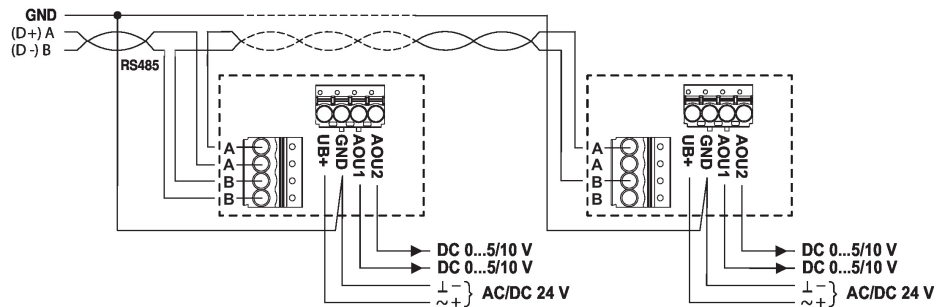 GND
(D+) A
(D -) B
RS485
A
A
B
B
UB+
GND
AOU1
AOU2
DC 0...5/10 V
DC 0...5/10 V
⊥ −
~ +
} AC/DC 24 V
A
A
B
B
UB+
GND
AOU1
AOU2
DC 0...5/10 V
DC 0...5/10 V
⊥ −
~ +
} AC/DC 24 V